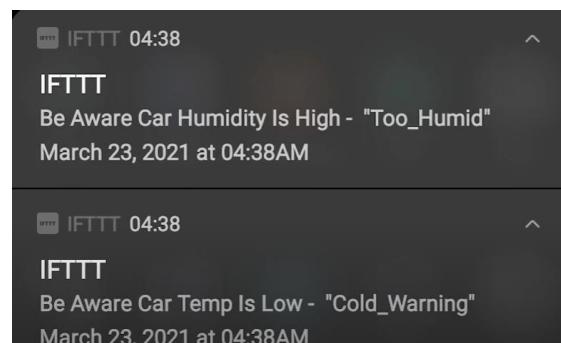 IFTTT 04:38
IFTTT
Be Aware Car Humidity Is High - "Too_Humid"
March 23, 2021 at 04:38AM
IFTTT 04:38
IFTTT
Be Aware Car Temp Is Low - "Cold_Warning"
March 23, 2021 at 04:38AM